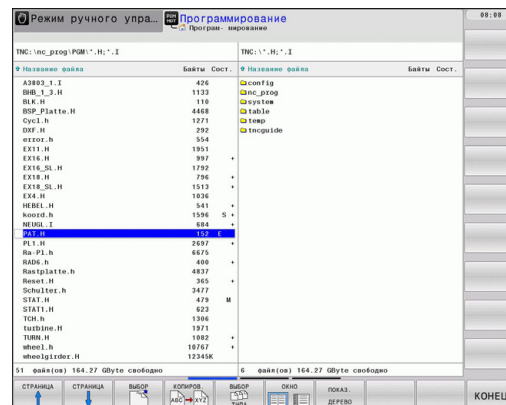 Режим ручного упра...
PGM
MDT
Программирование
Програм- мирование
08:08
TNC:\nc_prog\PGM\*.H;*.I
TNC:\*.H;*.I
Название файла Байты Сост.
Название файла Байты Сост.
A3803_1.I 426
BHB_1_3.H 1133
BLK.H 110
BSP_Platte.H 4468
Cycl.h 1271
DXF.H 292
error.h 554
EX11.H 1951
EX16.H 997 +
EX16_SL.H 1792
EX18.H 796 +
EX18_SL.H 1513 +
EX4.H 1036
HEBEL.H 541 +
koord.h 1596 S +
NEUGL.I 684 +
PAT.H 152 E
PL1.H 2697 +
Ra-Pl.h 6675
RAD6.h 400 +
Rastplatte.h 4837
Reset.H 365 +
Schulter.h 3477
STAT.H 479 M
STAT1.H 623
TCH.h 1306
turbine.H 1971
TURN.H 1082 +
wheel.h 10767 +
wheelgirder.H 12345K
config
nc_prog
system
table
temp
tncguide
51 файл(ов) 164.27 GByte свободно
6 файл(ов) 164.27 GByte свободно
СТРАНИЦА
СТРАНИЦА
ВЫБОР
КОПИРОВ.
ABC XYZ
ВЫБОР
ТИПА
ОКНО
ПОКАЗ.
ДЕРЕВО
КОНЕЦ